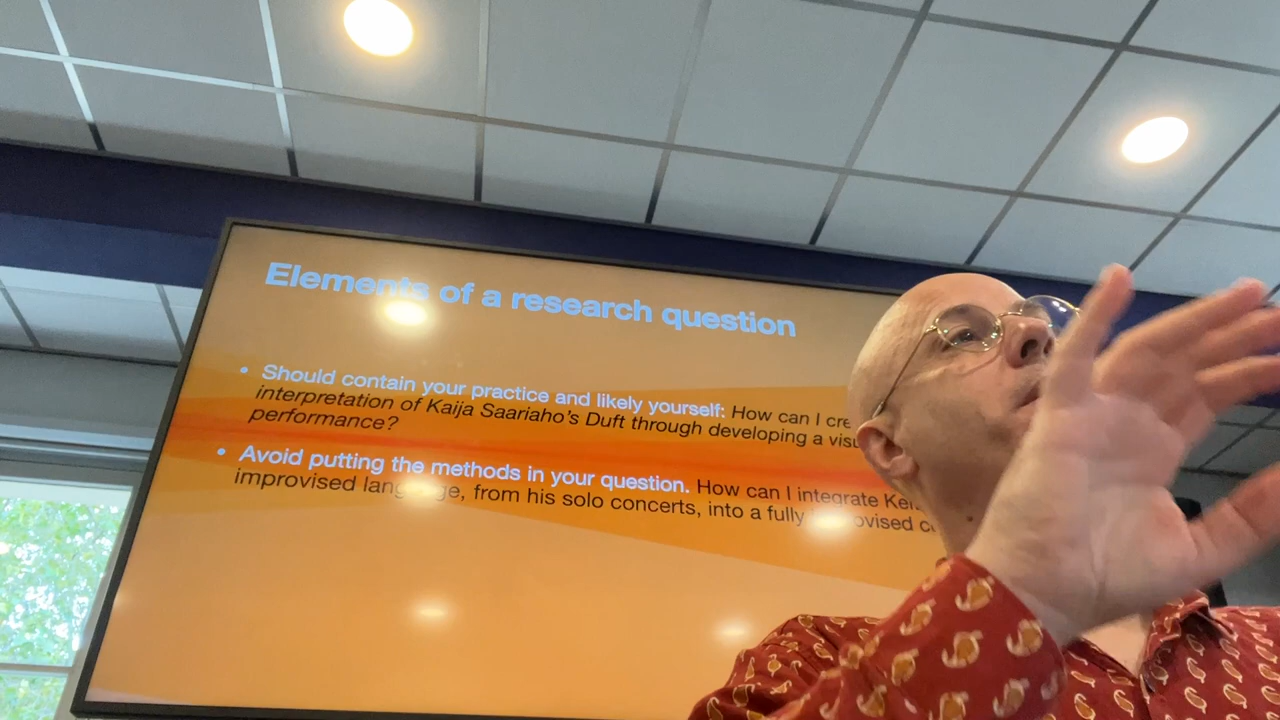 Elements of a research question
• Should contain your practice and likely yourself: How can I cre
interpretation of Kaija Saariaho's Duft through developing a visu
performance?
• Avoid putting the methods in your question. How can I integrate Kei
improvised language, from his solo concerts, into a fully improvised c